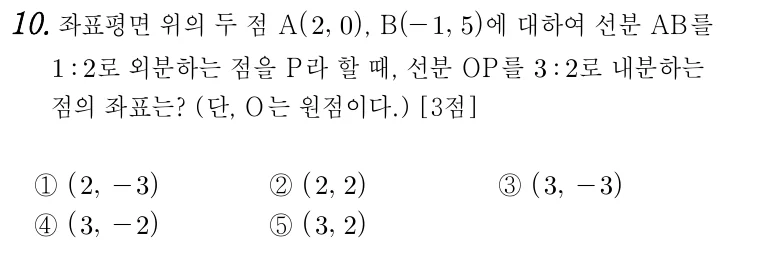 10. 좌표평면 위의 두 점 A(2, 0), B(−1, 5)에 대하여 선분 AB를
1 : 2로 외분하는 점을 P라 할 때, 선분 OP를 3 : 2로 내분하는
점의 좌표는? (단, O는 원점이다.) [3점]
① (2, −3) ② (2, 2) ③ (3, −3)
④ (3, −2) ⑤ (3, 2)